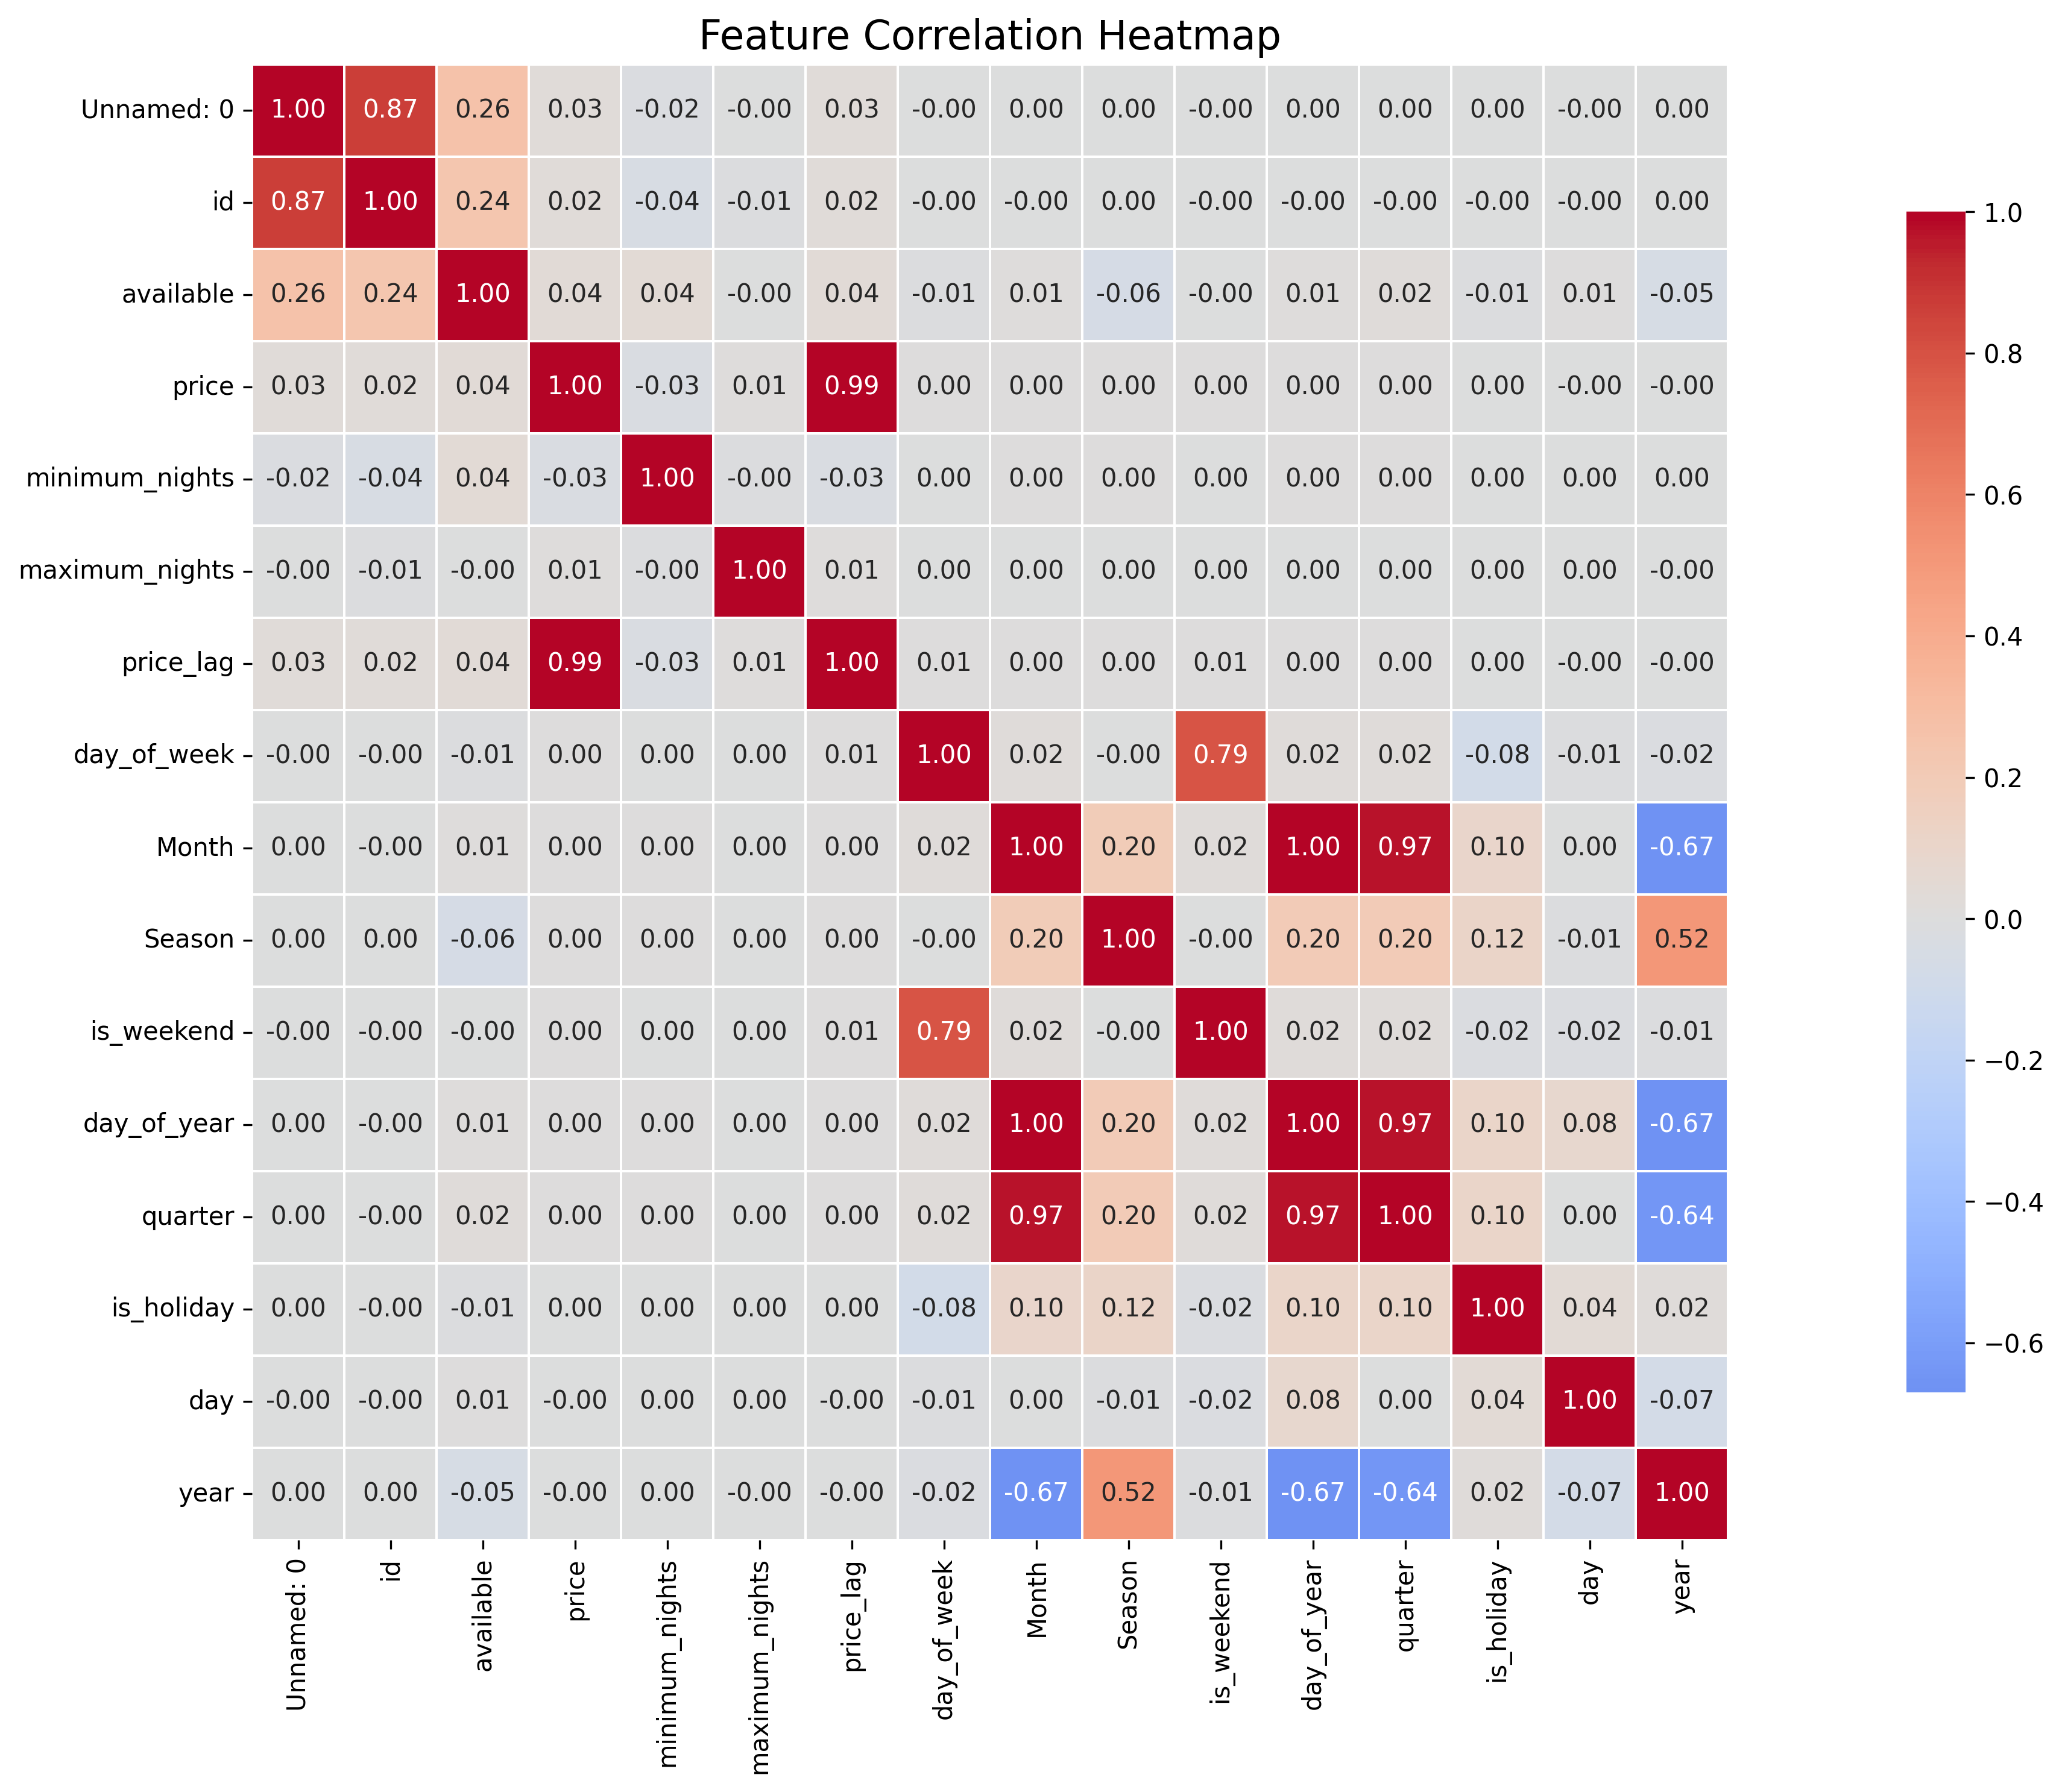 Feature Correlation Heatmap
Unnamed: 0 1.00 0.87 0.26 0.03 -0.02 -0.00 0.03 -0.00 0.00 0.00 -0.00 0.00 0.00 0.00 -0.00 0.00
id 0.87 1.00 0.24 0.02 -0.04 -0.01 0.02 -0.00 -0.00 0.00 -0.00 -0.00 -0.00 -0.00 -0.00 0.00
available 0.26 0.24 1.00 0.04 0.04 -0.00 0.04 -0.01 0.01 -0.06 -0.00 0.01 0.02 -0.01 0.01 -0.05
price 0.03 0.02 0.04 1.00 -0.03 0.01 0.99 0.00 0.00 0.00 0.00 0.00 0.00 0.00 -0.00 -0.00
minimum_nights -0.02 -0.04 0.04 -0.03 1.00 -0.00 -0.03 0.00 0.00 0.00 0.00 0.00 0.00 0.00 0.00 0.00
maximum_nights -0.00 -0.01 -0.00 0.01 -0.00 1.00 0.01 0.00 0.00 0.00 0.00 0.00 0.00 0.00 0.00 -0.00
price_lag 0.03 0.02 0.04 0.99 -0.03 0.01 1.00 0.01 0.00 0.00 0.01 0.00 0.00 0.00 -0.00 -0.00
day_of_week -0.00 -0.00 -0.01 0.00 0.00 0.00 0.01 1.00 0.02 -0.00 0.79 0.02 0.02 -0.08 -0.01 -0.02
Month 0.00 -0.00 0.01 0.00 0.00 0.00 0.00 0.02 1.00 0.20 0.02 1.00 0.97 0.10 0.00 -0.67
Season 0.00 0.00 -0.06 0.00 0.00 0.00 0.00 -0.00 0.20 1.00 -0.00 0.20 0.20 0.12 -0.01 0.52
is_weekend -0.00 -0.00 -0.00 0.00 0.00 0.00 0.01 0.79 0.02 -0.00 1.00 0.02 0.02 -0.02 -0.02 -0.01
day_of_year 0.00 -0.00 0.01 0.00 0.00 0.00 0.00 0.02 1.00 0.20 0.02 1.00 0.97 0.10 0.08 -0.67
quarter 0.00 -0.00 0.02 0.00 0.00 0.00 0.00 0.02 0.97 0.20 0.02 0.97 1.00 0.10 0.00 -0.64
is_holiday 0.00 -0.00 -0.01 0.00 0.00 0.00 0.00 -0.08 0.10 0.12 -0.02 0.10 0.10 1.00 0.04 0.02
day -0.00 -0.00 0.01 -0.00 0.00 0.00 -0.00 -0.01 0.00 -0.01 -0.02 0.08 0.00 0.04 1.00 -0.07
year 0.00 0.00 -0.05 -0.00 0.00 -0.00 -0.00 -0.02 -0.67 0.52 -0.01 -0.67 -0.64 0.02 -0.07 1.00
Unnamed: 0
id
available
price
minimum_nights
maximum_nights
price_lag
day_of_week
Month
Season
is_weekend
day_of_year
quarter
is_holiday
day
year
1.0
0.8
0.6
0.4
0.2
0.0
−0.2
−0.4
−0.6